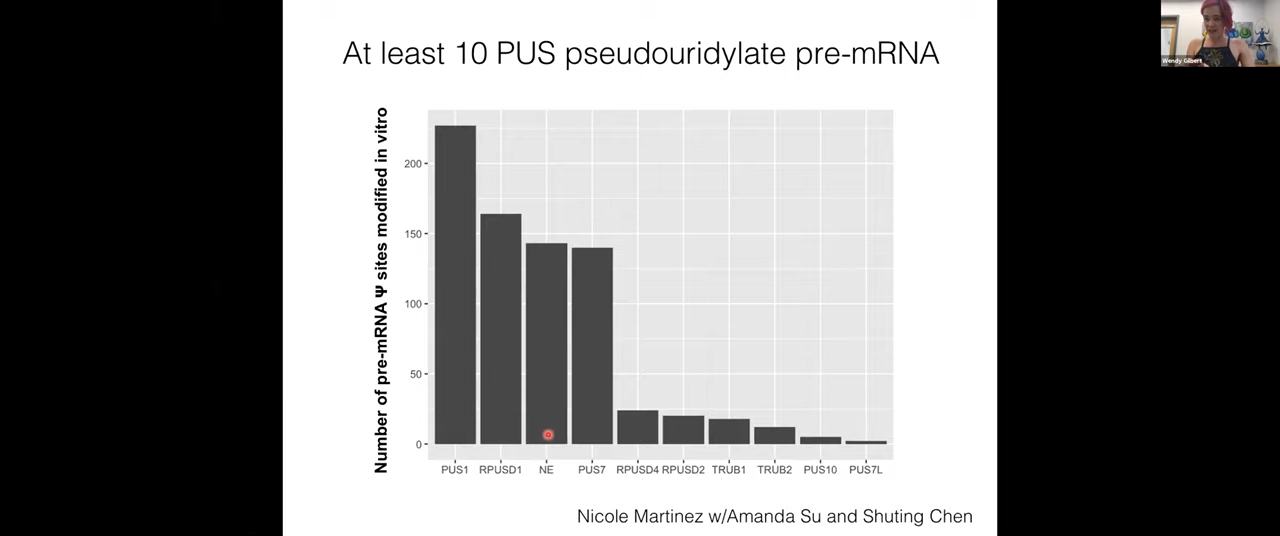 At least 10 PUS pseudouridylate pre-mRNA
Wendy Gilbert
Number of pre-mRNA Ψ sites modified in vitro
200
150
100
50
0
PUS1 RPUSD1 NE PUS7 RPUSD4 RPUSD2 TRUB1 TRUB2 PUS10 PUS7L
Nicole Martinez w/Amanda Su and Shuting Chen